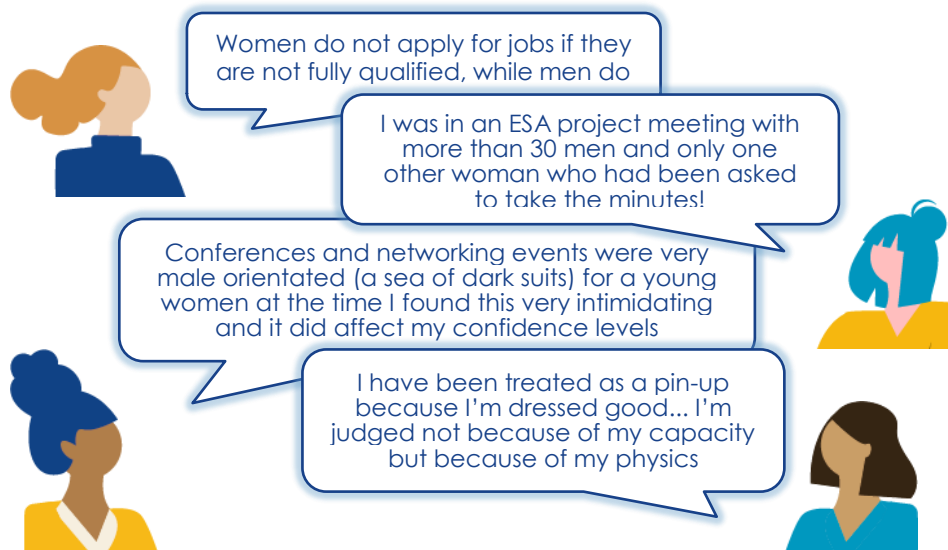 Women do not apply for jobs if they
are not fully qualified, while men do
I was in an ESA project meeting with
more than 30 men and only one
other woman who had been asked
to take the minutes!
Conferences and networking events were very
male orientated (a sea of dark suits) for a young
women at the time I found this very intimidating
and it did affect my confidence levels
I have been treated as a pin-up
because I’m dressed good... I’m
judged not because of my capacity
but because of my physics